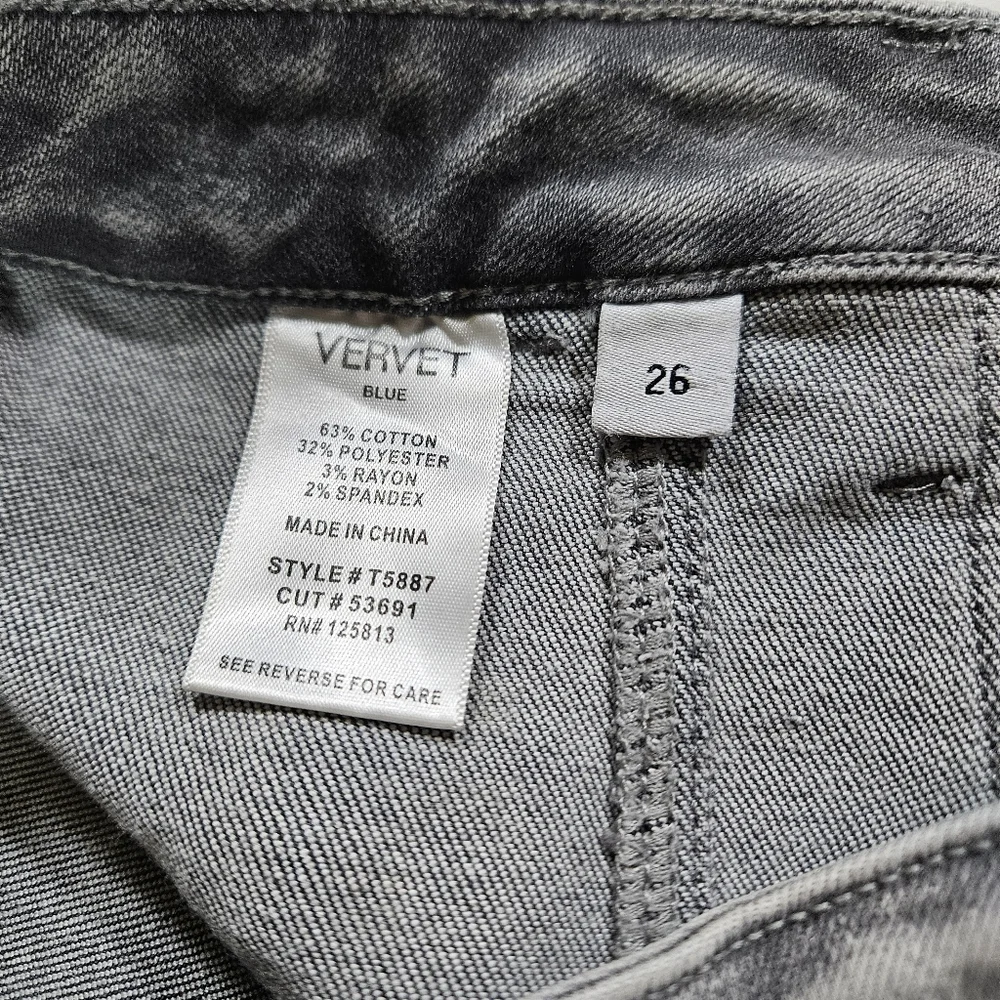 VERVET
BLUE
63% COTTON
32% POLYESTER
3% RAYON
2% SPANDEX
MADE IN CHINA
STYLE # T5887
CUT # 53691
RN# 125813
SEE REVERSE FOR CARE
26